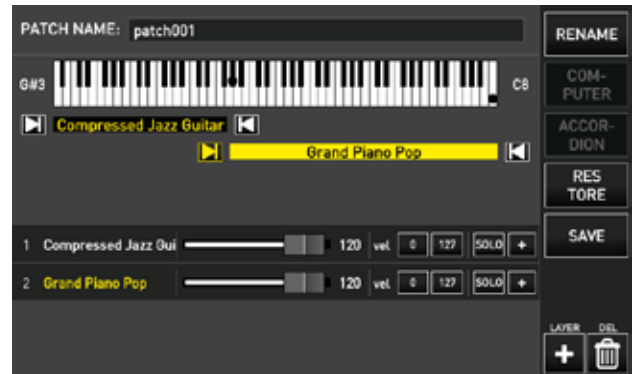 PATCH NAME: patch001
RENAME
G#3
C8
COM-
PUTER
Compressed Jazz Guitar
ACCOR-
DION
Grand Piano Pop
RES
TORE
SAVE
1 Compressed Jazz Gui 120 vel 0 127 SOLO +
2 Grand Piano Pop 120 vel 0 127 SOLO +
LAYER DEL
+